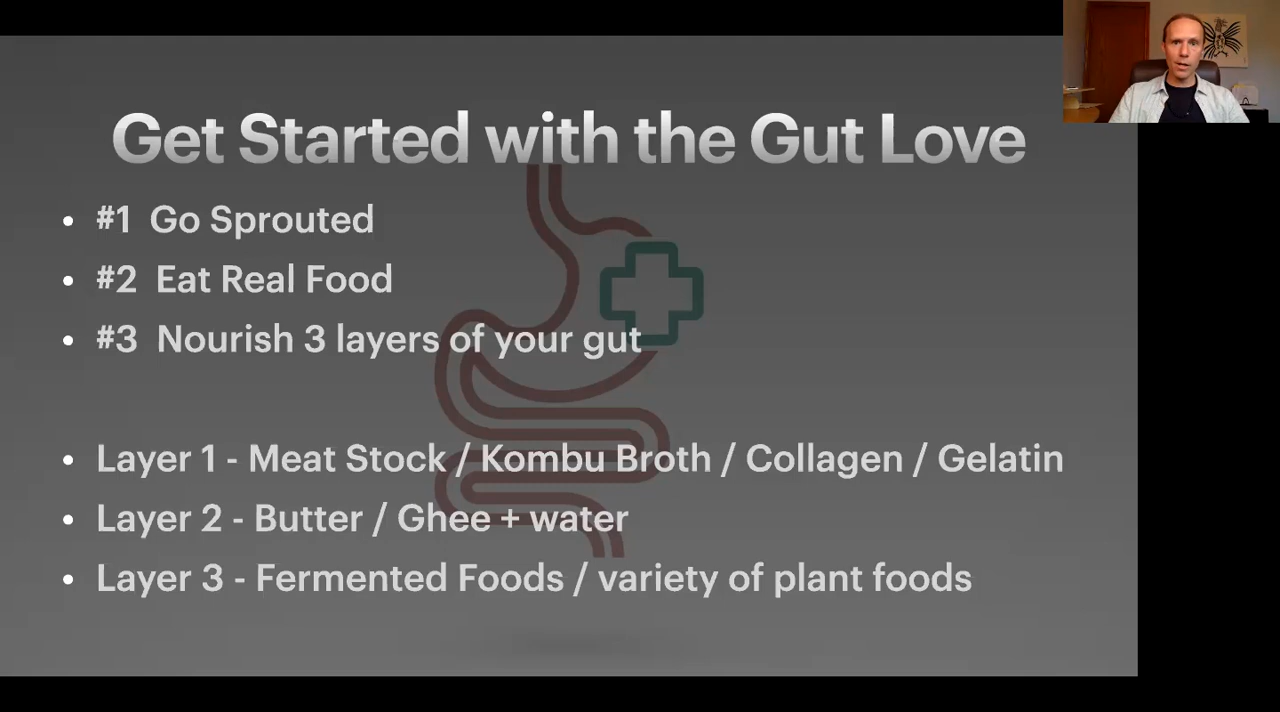 Get Started with the Gut Love
• #1 Go Sprouted
• #2 Eat Real Food
• #3 Nourish 3 layers of your gut
• Layer 1 - Meat Stock / Kombu Broth / Collagen / Gelatin
• Layer 2 - Butter / Ghee + water
• Layer 3 - Fermented Foods / variety of plant foods